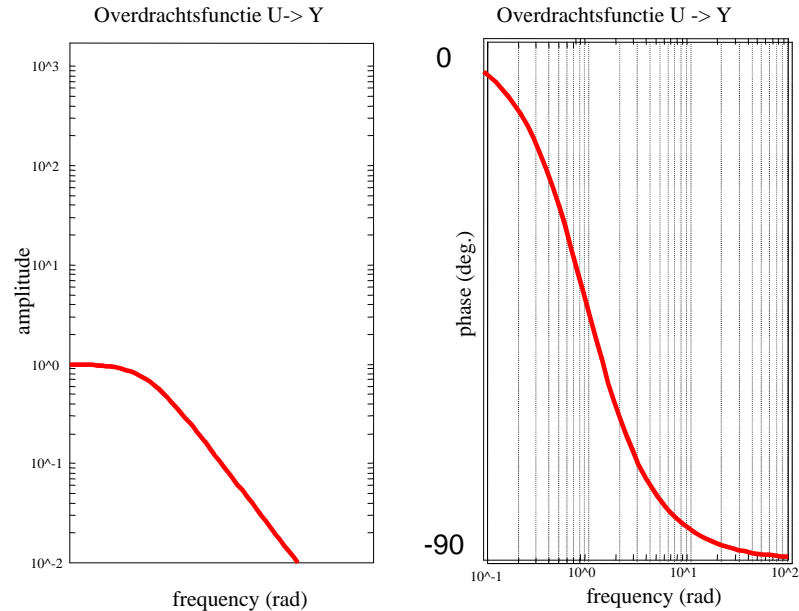 Overdrachtsfunctie U-> Y
10^3
10^2
10^1
10^0
10^-1
10^-2
amplitude
frequency (rad)
Overdrachtsfunctie U -> Y
0
-90
phase (deg.)
10^-1
10^0
10^1
10^2
frequency (rad)